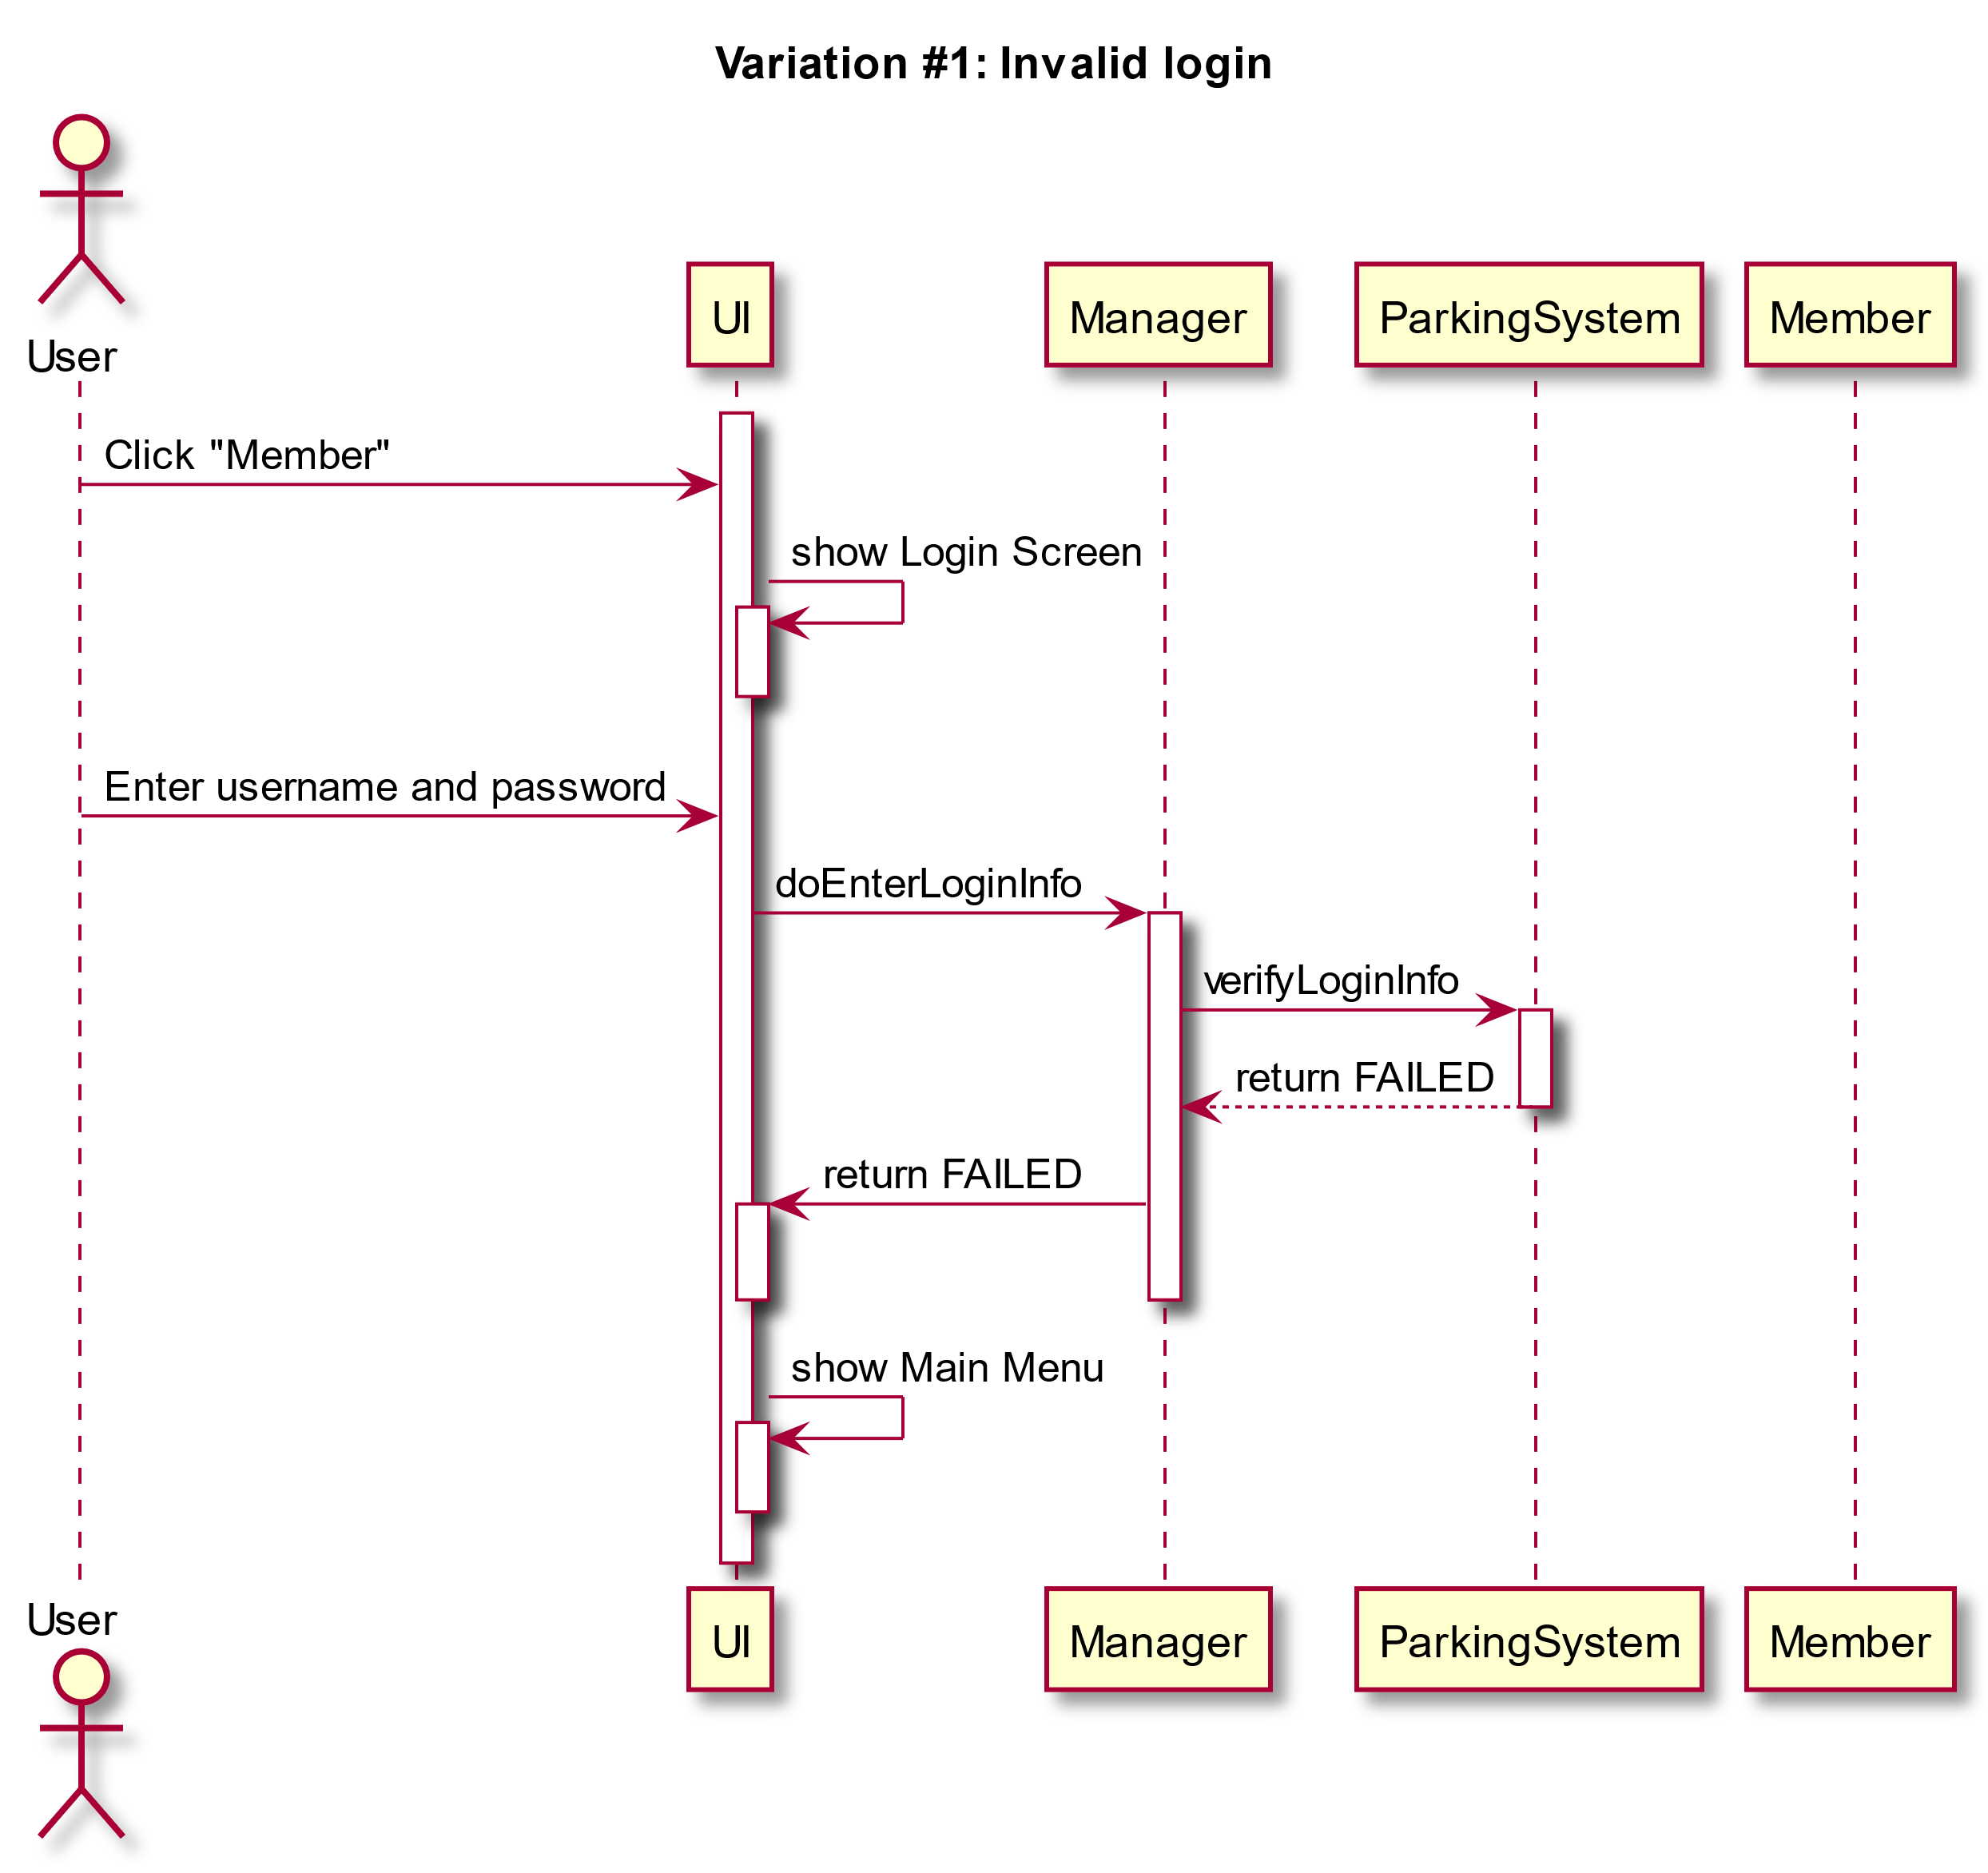 Variation #1: Invalid login
User
UI
Manager
ParkingSystem
Member
Click "Member"
show Login Screen
Enter username and password
doEnterLoginInfo
verifyLoginInfo
return FAILED
return FAILED
show Main Menu
User
UI
Manager
ParkingSystem
Member